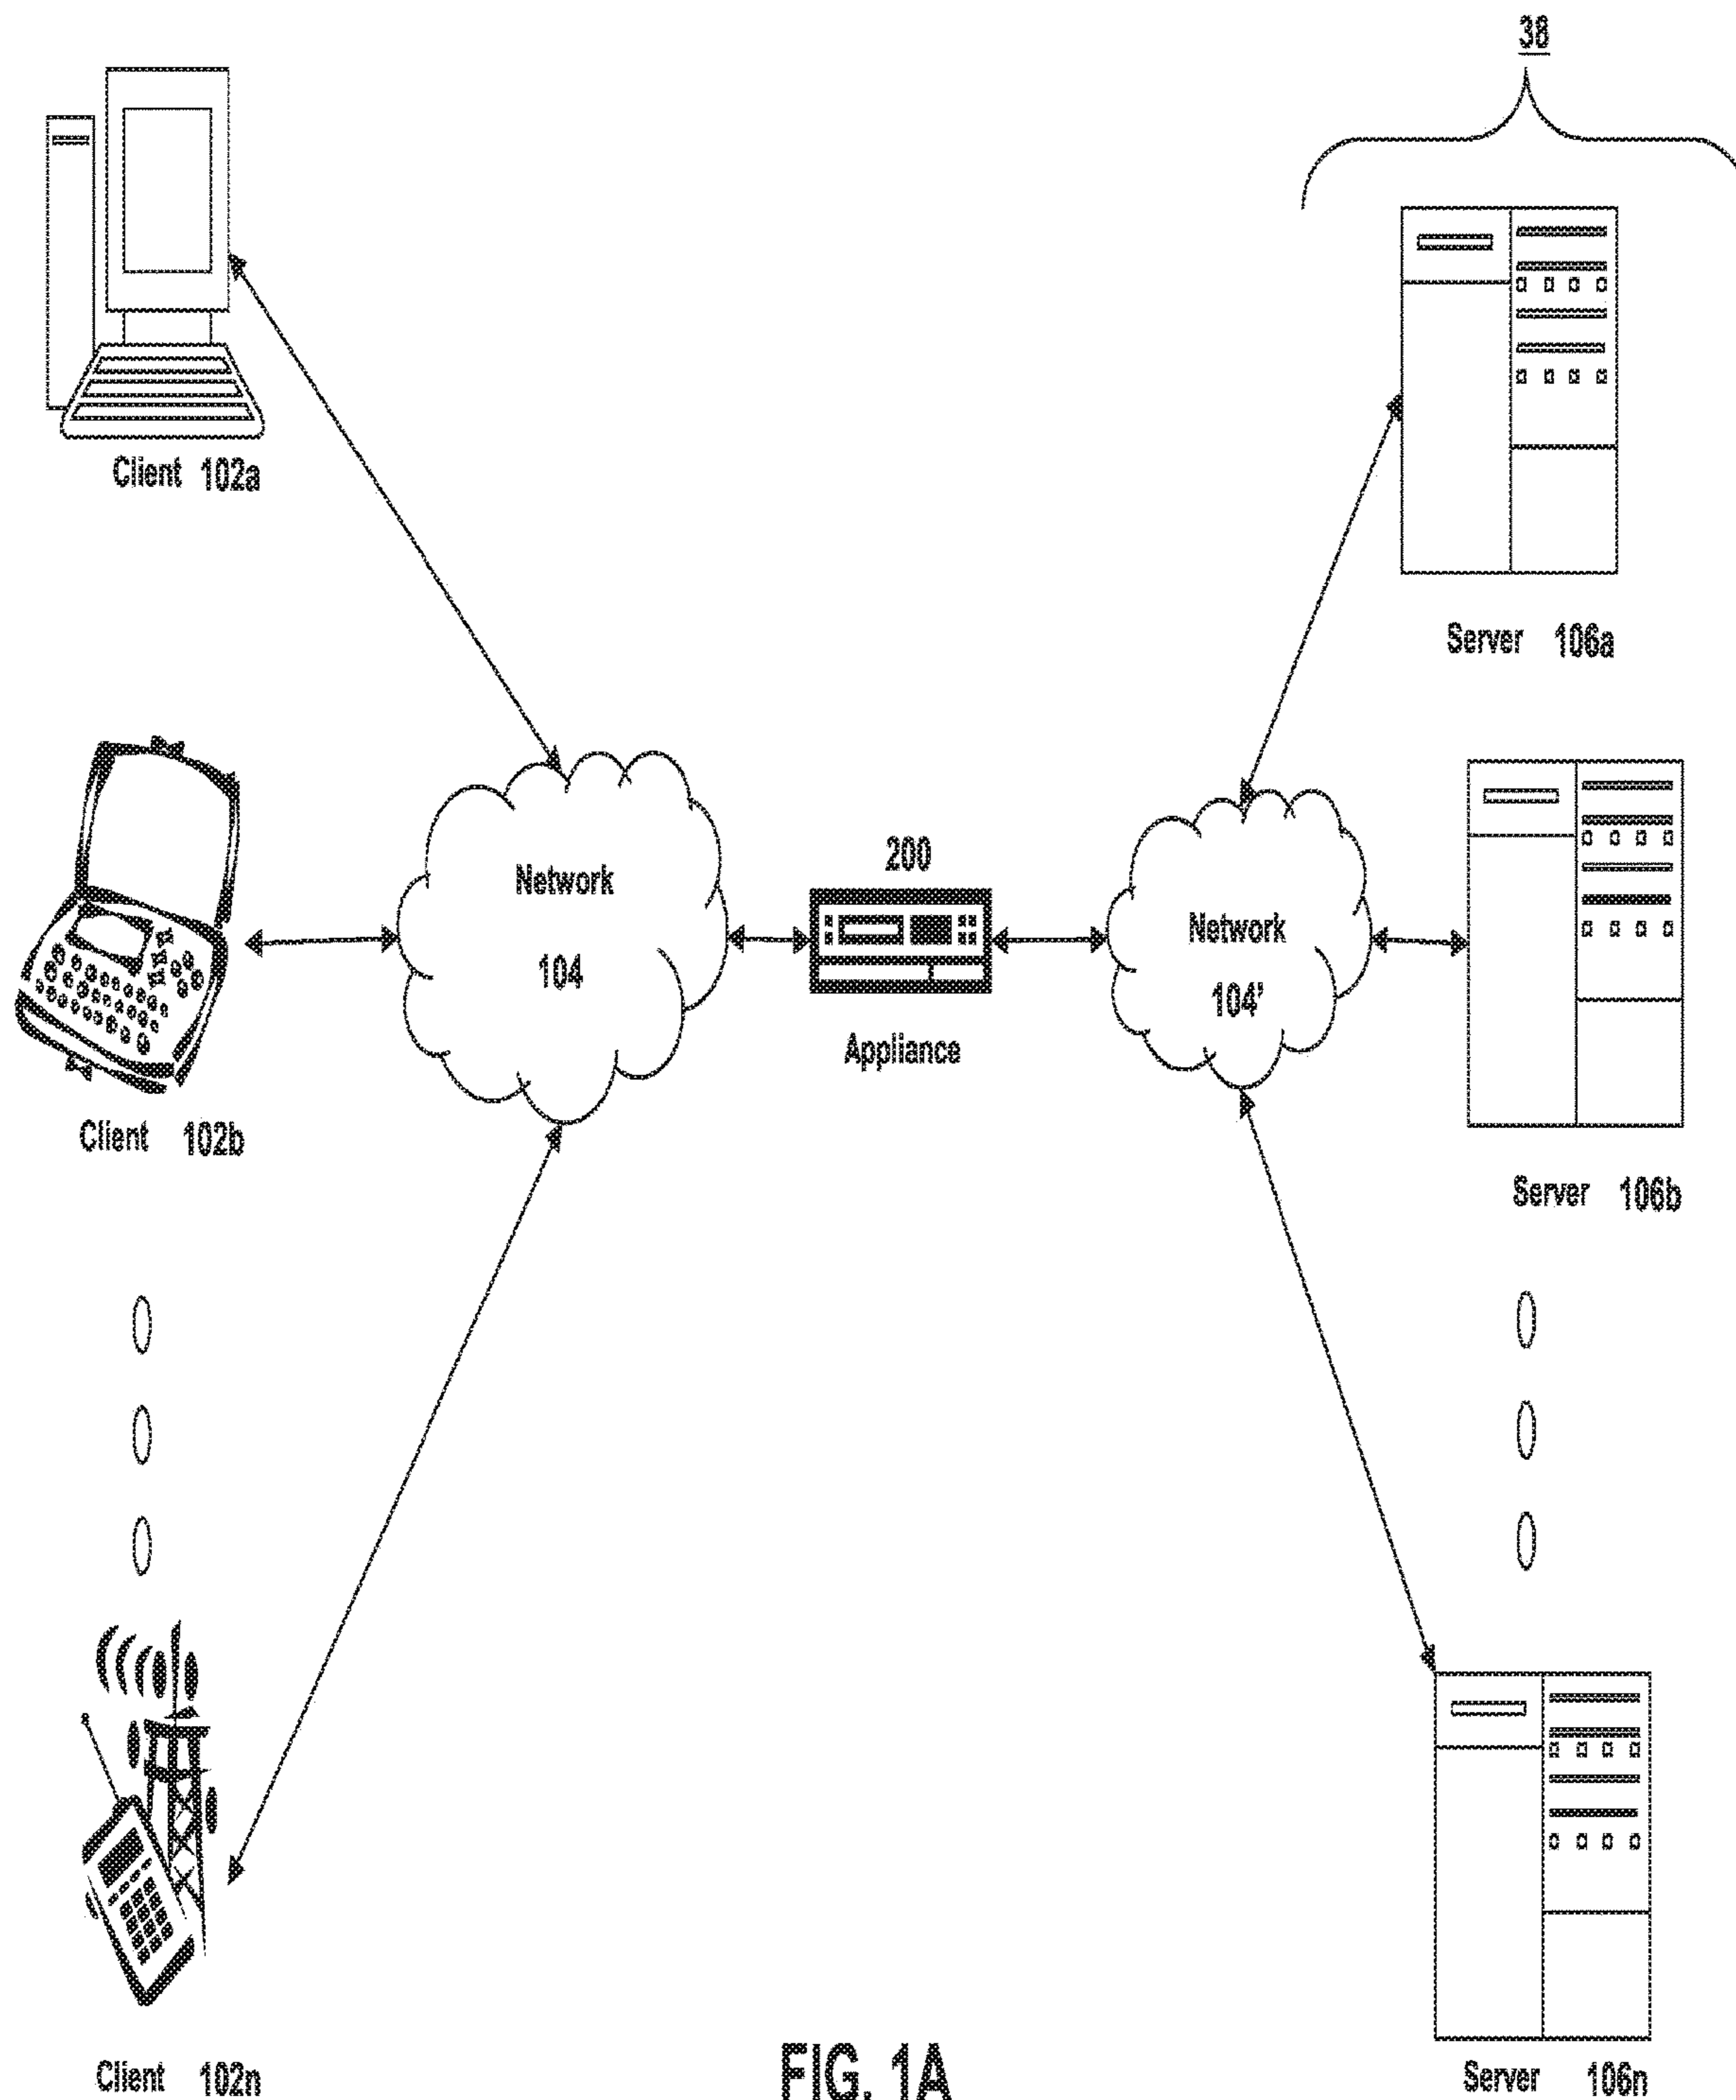 38
Client 102a
Server 106a
200
Network
104
Network
104'
Appliance
Client 102b
Server 106b
Client 102n
FIG. 1A
Server 106n